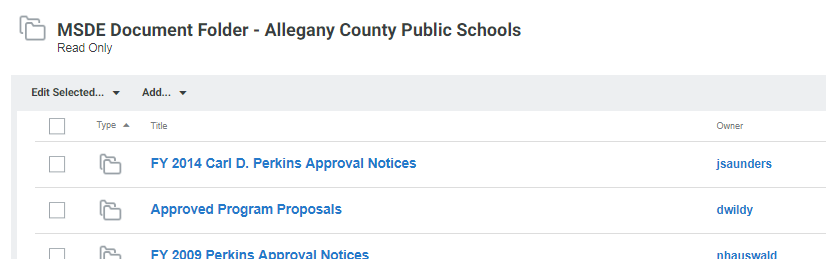 MSDE Document Folder - Allegany County Public Schools
Read Only
Edit Selected... Add...
Type Title Owner
FY 2014 Carl D. Perkins Approval Notices jsaunders
Approved Program Proposals dwildy
FY 2009 Perkins Approval Notices nhauswald